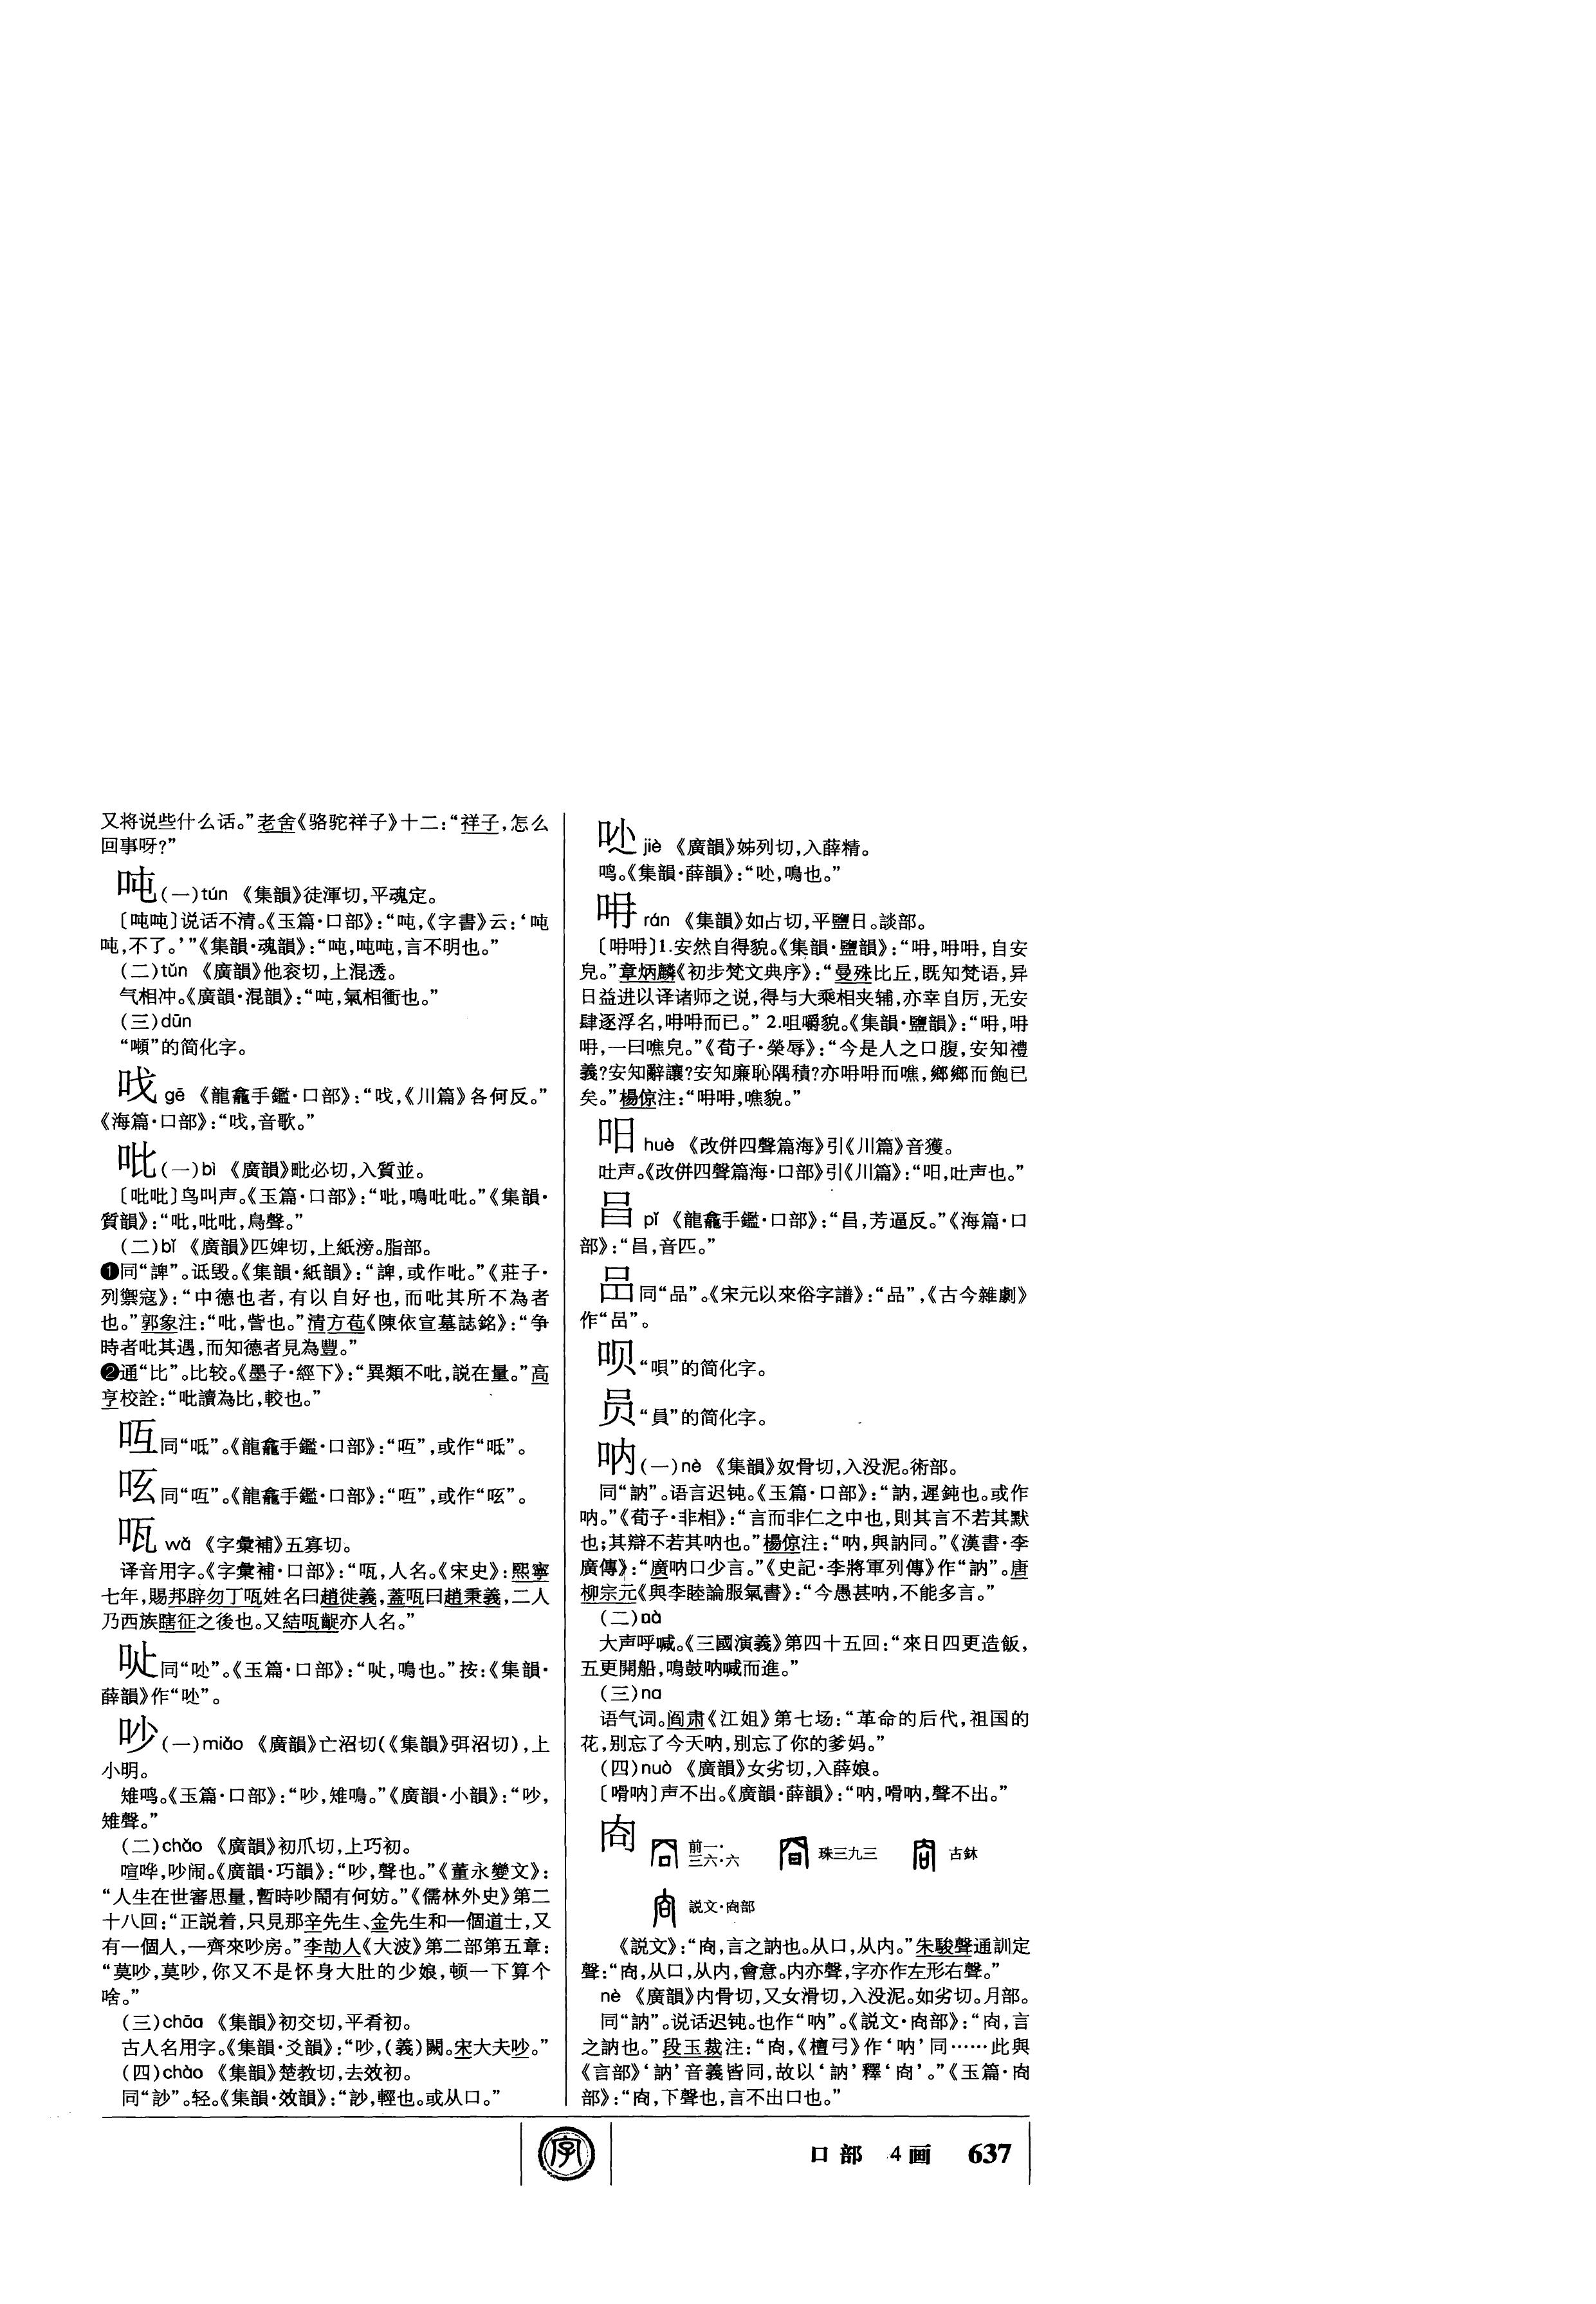 又将说些什么话。”老舍《骆驼祥子》十二：“祥子，怎么
回事呀？”
吨(一)tún 《集韻》徒渾切，平魂定。
〔吨吨〕说话不清。《玉篇·口部》：“吨，《字書》云：‘吨
吨，不了。’”《集韻·魂韻》：“吨，吨吨，言不明也。”
(二)tǔn 《廣韻》他衮切，上混透。
气相冲。《廣韻·混韻》：“吨，氣相衝也。”
(三)dūn
“噸”的简化字。
𠯫 gē 《龍龕手鑑·口部》：“𠯫，《川篇》各何反。”
《海篇·口部》：“𠯫，音歌。”
吡(一)bì 《廣韻》毗必切，入質並。
〔吡吡〕鸟叫声。《玉篇·口部》：“吡，鳴吡吡。”《集韻·
質韻》：“吡，吡吡，鳥聲。”
(二)bǐ 《廣韻》匹婢切，上紙滂。脂部。
❶同“諀”。诋毁。《集韻·紙韻》：“諀，或作吡。”《莊子·
列禦寇》：“中德也者，有以自好也，而吡其所不為者
也。”郭象注：“吡，訾也。”清方苞《陳依宣墓誌銘》：“争
時者吡其遇，而知德者見為豐。”
❷通“比”。比较。《墨子·經下》：“異類不吡，説在量。”高
亨校詮：“吡讀為比，較也。”
同“呧”。《龍龕手鑑·口部》：“”，或作“呧”。
吰同“”。《龍龕手鑑·口部》：“”，或作“”。
咓 wǎ 《字彙補》五寡切。
译音用字。《字彙補·口部》：“咓，人名。《宋史》：熙寧
七年，賜邦辟勿丁咓姓名曰趙徙義，蓋咓曰趙秉義，二人
乃西族瞎征之後也。又結咓齪亦人名。”
吪同“吣”。《玉篇·口部》：“，鳴也。”按：《集韻·
薛韻》作“”。
吵(一)miǎo 《廣韻》亡沼切(《集韻》弭沼切)，上
小明。
雉鸣。《玉篇·口部》：“吵，雉鳴。”《廣韻·小韻》：“吵，
雉聲。”
(二)chǎo 《廣韻》初爪切，上巧初。
喧哗，吵闹。《廣韻·巧韻》：“吵，聲也。”《董永變文》：
“人生在世審思量，暫時吵鬧有何妨。”《儒林外史》第二
十八回：“正説着，只見那辛先生、金先生和一個道士，又
有一個人，一齊來吵房。”李劼人《大波》第二部第五章：
“莫吵，莫吵，你又不是怀身大肚的少娘，顿一下算个
啥。”
(三)chāo 《集韻》初交切，平肴初。
古人名用字。《集韻·爻韻》：“吵，(義)闕。宋大夫吵。”
(四)chào 《集韻》楚教切，去效初。
同“訬”。轻。《集韻·效韻》：“訬，輕也。或从口。”
jiè 《廣韻》姊列切，入薛精。
鸣。《集韻·薛韻》：“，鳴也。”
呥 rán 《集韻》如占切，平鹽日。談部。
〔呥呥〕1.安然自得貌。《集韻·鹽韻》：“呥，呥呥，自安
皃。”章炳麟《初步梵文典序》：“曼殊比丘，既知梵语，异
日益进以译诸师之说，得与大乘相夹辅，亦幸自厉，无安
肆逐浮名，呥呥而已。” 2.咀嚼貌。《集韻·鹽韻》：“呥，呥
呥，一曰噍皃。”《荀子·榮辱》：“今是人之口腹，安知禮
義？安知辭讓？安知廉恥隅積？亦呥呥而噍，鄉鄉而飽已
矣。”楊倞注：“呥呥，噍貌。”
𠯮 huè 《改併四聲篇海》引《川篇》音獲。
吐声。《改併四聲篇海·口部》引《川篇》：“𠯮，吐声也。”
pǐ 《龍龕手鑑·口部》：“，芳逼反。”《海篇·口
部》：“，音匹。”
同“品”。《宋元以來俗字譜》：“品”，《古今雜劇》
作“”。
呗“唄”的简化字。
员“員”的简化字。
呐(一)nè 《集韻》奴骨切，入没泥。術部。
同“訥”。语言迟钝。《玉篇·口部》：“訥，遲鈍也。或作
呐。”《荀子·非相》：“言而非仁之中也，則其言不若其默
也；其辯不若其呐也。”楊倞注：“呐，與訥同。”《漢書·李
廣傳》：“廣呐口少言。”《史記·李將軍列傳》作“訥”。唐
柳宗元《與李睦論服氣書》：“今愚甚呐，不能多言。”
(二)nà
大声呼喊。《三國演義》第四十五回：“來日四更造飯，
五更開船，鳴鼓呐喊而進。”
(三)na
语气词。阎肃《江姐》第七场：“革命的后代，祖国的
花，别忘了今天呐，别忘了你的爹妈。”
(四)nuò 《廣韻》女劣切，入薛娘。
〔嗗呐〕声不出。《廣韻·薛韻》：“呐，嗗呐，聲不出。”
㕯 前一·三六·六 珠三九三 古鉢
説文·㕯部
《説文》：“㕯，言之訥也。从口，从内。”朱駿聲通訓定
聲：“㕯，从口，从内，會意。内亦聲，字亦作左形右聲。”
nè 《廣韻》内骨切，又女滑切，入没泥。如劣切。月部。
同“訥”。说话迟钝。也作“呐”。《説文·㕯部》：“㕯，言
之訥也。”段玉裁注：“㕯，《檀弓》作‘呐’同……此與
《言部》‘訥’音義皆同，故以‘訥’釋‘㕯’。”《玉篇·㕯
部》：“㕯，下聲也，言不出口也。”
字
口部 4画 637